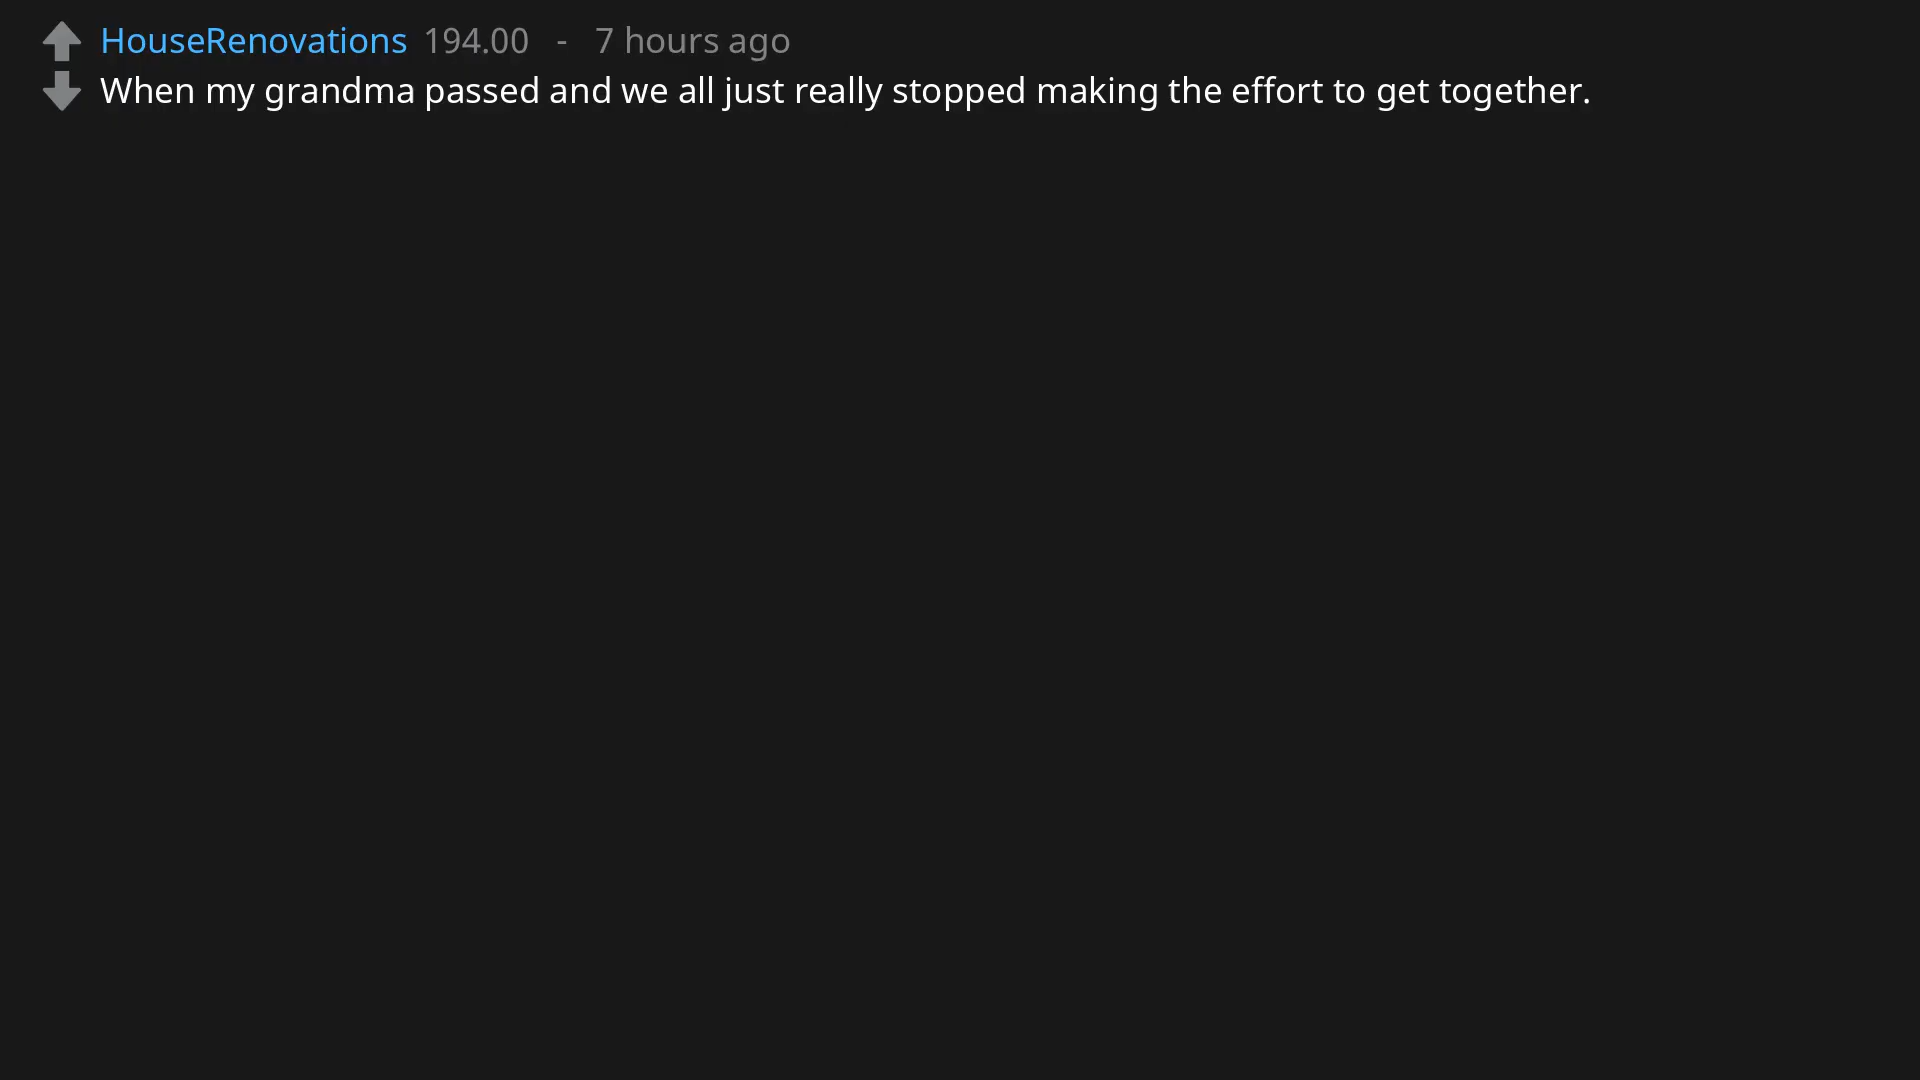 HouseRenovations 194.00 - 7 hours ago
When my grandma passed and we all just really stopped making the effort to get together.